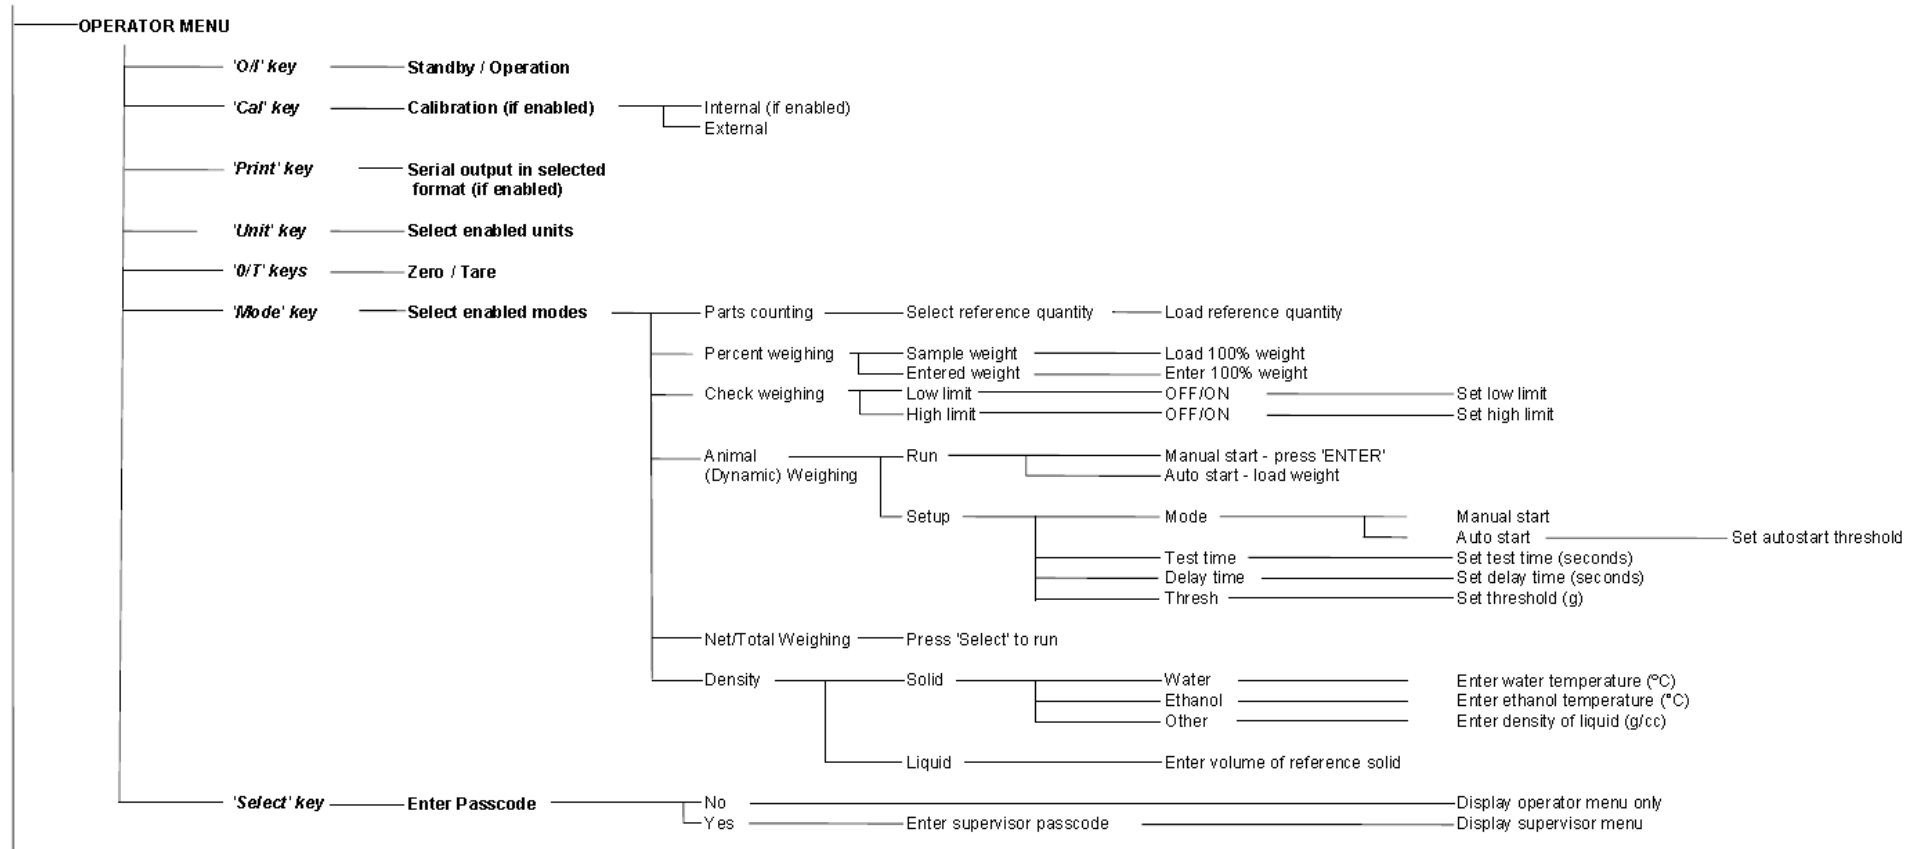 OPERATOR MENU
'O/I' key Standby / Operation
'Cal' key Calibration (if enabled) Internal (if enabled)
External
'Print' key Serial output in selected
format (if enabled)
'Unit' key Select enabled units
'0/T' keys Zero / Tare
'Mode' key Select enabled modes Parts counting Select reference quantity Load reference quantity
Percent weighing Sample weight Load 100% weight
Entered weight Enter 100% weight
Check weighing Low limit OFF/ON Set low limit
High limit OFF/ON Set high limit
Animal Run Manual start - press 'ENTER'
(Dynamic) Weighing Auto start - load weight
Setup Mode Manual start
Auto start Set autostart threshold
Test time Set test time (seconds)
Delay time Set delay time (seconds)
Thresh Set threshold (g)
Net/Total Weighing Press 'Select' to run
Density Solid Water Enter water temperature (°C)
Ethanol Enter ethanol temperature (°C)
Other Enter density of liquid (g/cc)
Liquid Enter volume of reference solid
'Select' key Enter Passcode No Display operator menu only
Yes Enter supervisor passcode Display supervisor menu